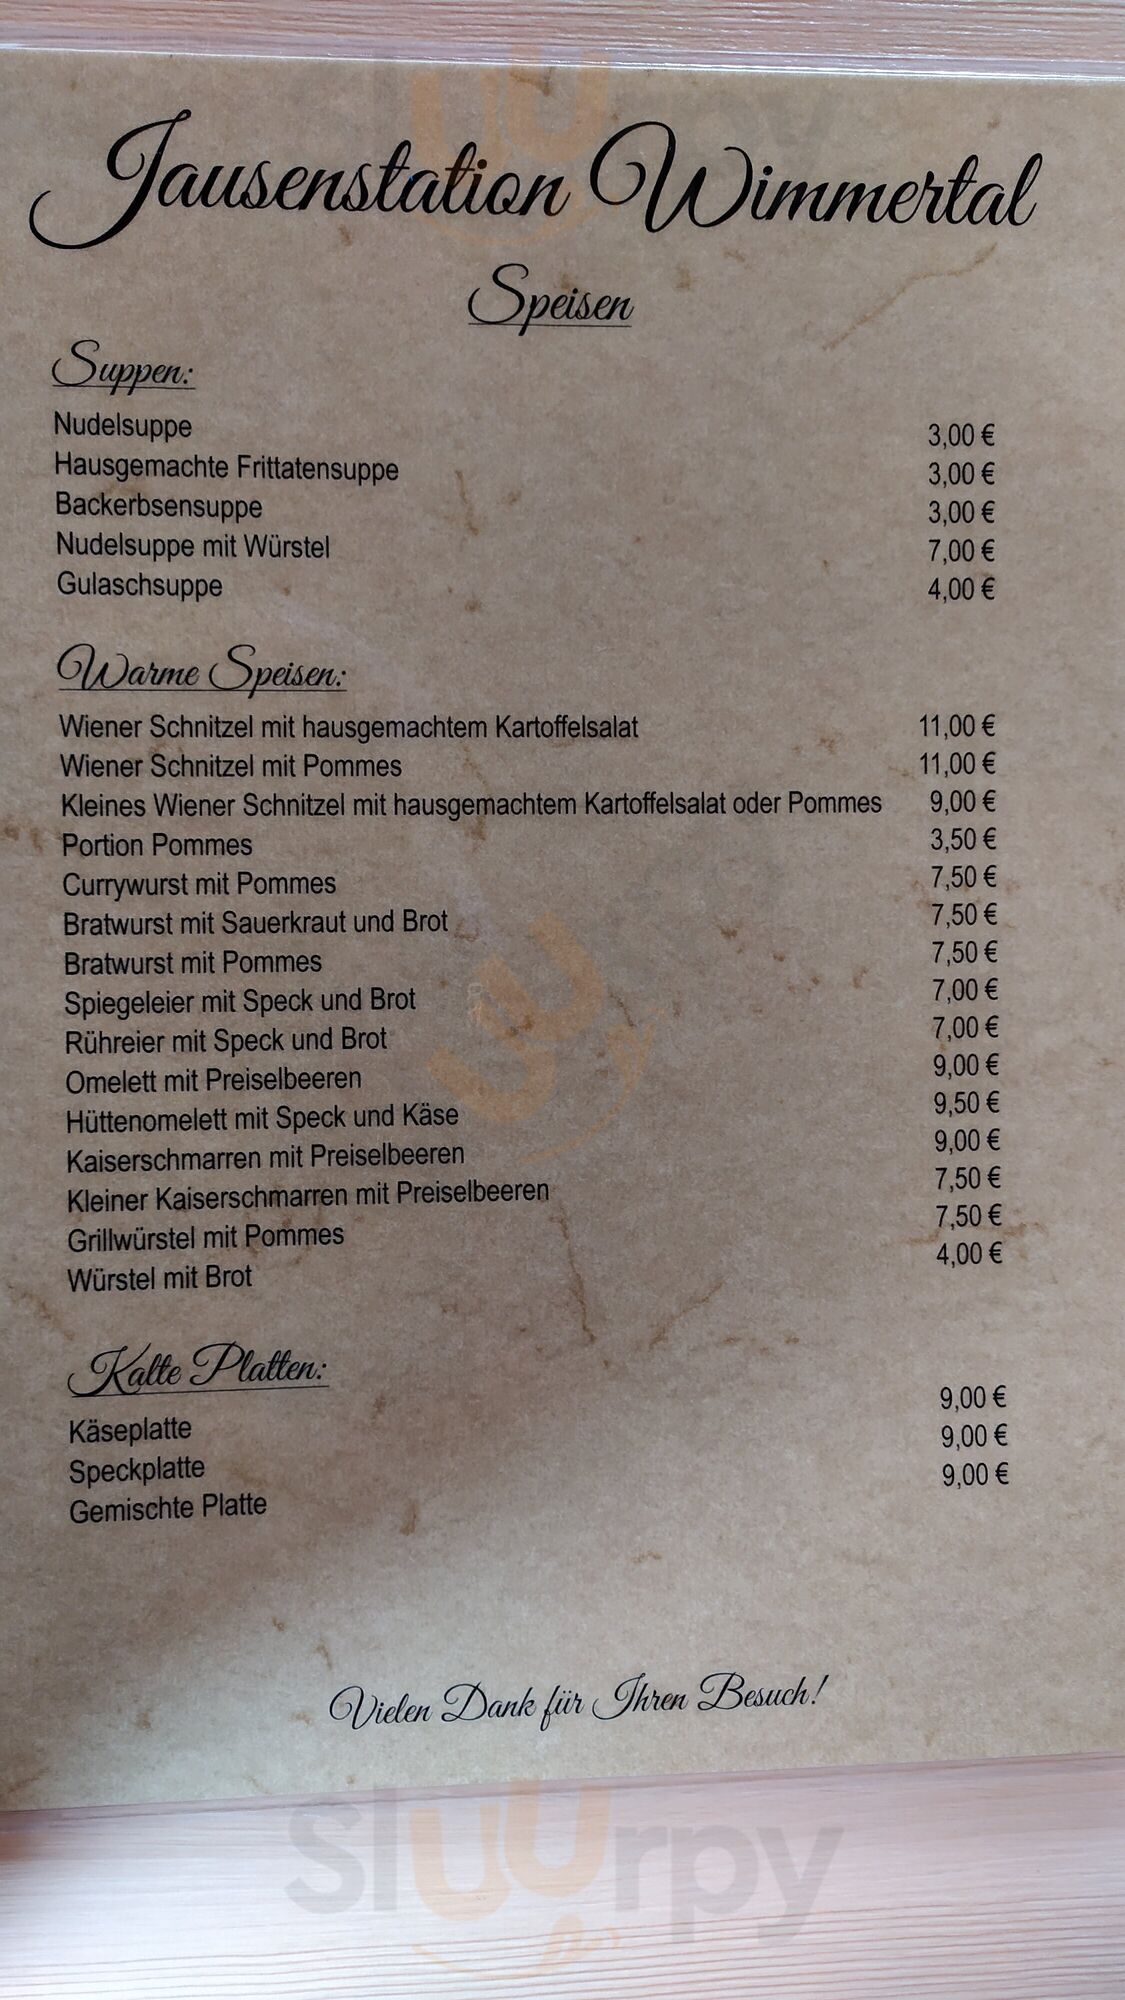 Jausenstation Wimmertal
Speisen
Suppen:
Nudelsuppe 3,00 €
Hausgemachte Frittatensuppe 3,00 €
Backerbsensuppe 3,00 €
Nudelsuppe mit Würstel 7,00 €
Gulaschsuppe 4,00 €
Warme Speisen:
Wiener Schnitzel mit hausgemachtem Kartoffelsalat 11,00 €
Wiener Schnitzel mit Pommes 11,00 €
Kleines Wiener Schnitzel mit hausgemachtem Kartoffelsalat oder Pommes 9,00 €
Portion Pommes 3,50 €
Currywurst mit Pommes 7,50 €
Bratwurst mit Sauerkraut und Brot 7,50 €
Bratwurst mit Pommes 7,50 €
Spiegeleier mit Speck und Brot 7,00 €
Rühreier mit Speck und Brot 7,00 €
Omelett mit Preiselbeeren 9,00 €
Hüttenomelett mit Speck und Käse 9,50 €
Kaiserschmarren mit Preiselbeeren 9,00 €
Kleiner Kaiserschmarren mit Preiselbeeren 7,50 €
Grillwürstel mit Pommes 7,50 €
Würstel mit Brot 4,00 €
Kalte Platten:
Käseplatte 9,00 €
Speckplatte 9,00 €
Gemischte Platte 9,00 €
Vielen Dank für Ihren Besuch!
sluurpy